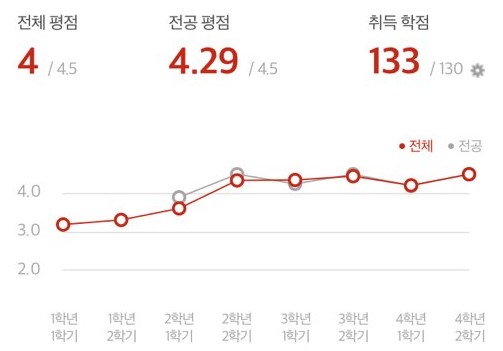 전체 평점 전공 평점 취득 학점
4 / 4.5 4.29 / 4.5 133 / 130
전체 전공
4.0
3.0
2.0
1학년 1학년 2학년 2학년 3학년 3학년 4학년 4학년
1학기 2학기 1학기 2학기 1학기 2학기 1학기 2학기